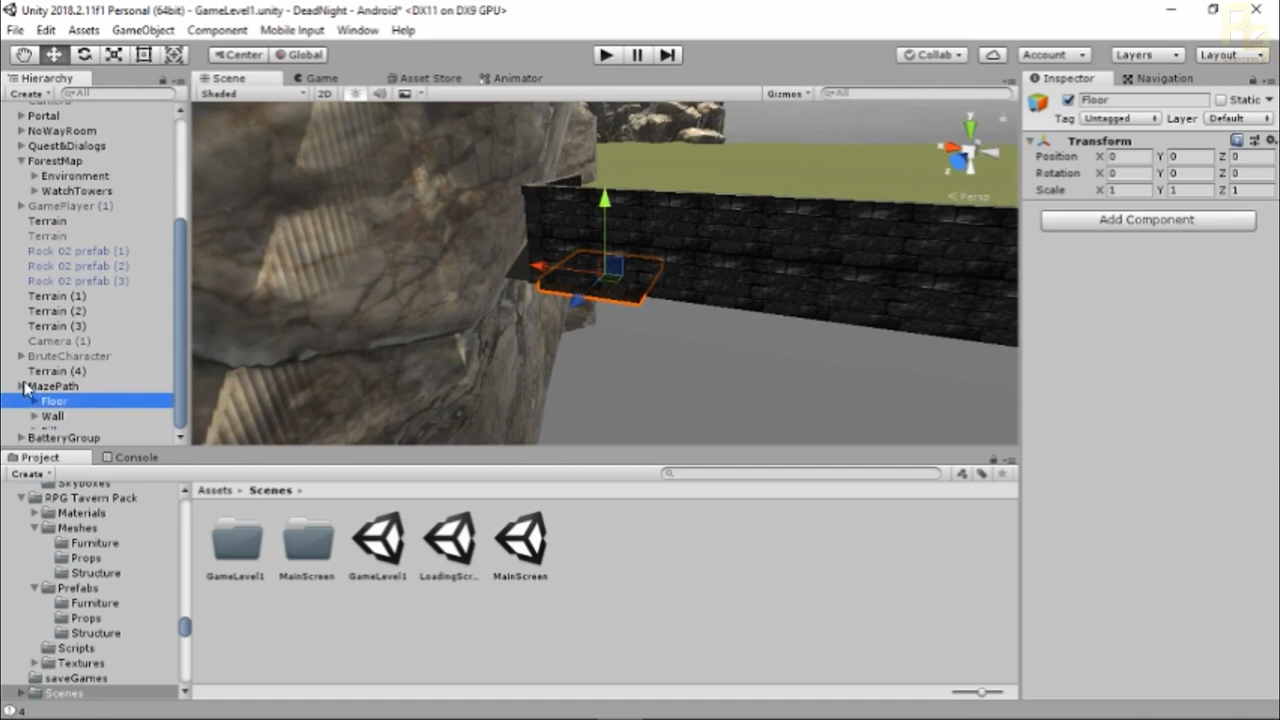 Unity 2018.2.11f1 Personal (64bit) - GameLevel1.unity - DeadNight - Android* <DX11 on DX9 GPU>
File Edit Assets GameObject Component Mobile Input Window Help
Center Global Collab Account Layers Layout
Hierarchy Scene Game Asset Store Animator Inspector Navigation
Create All Shaded 2D Gizmos All
Floor Static
Tag Untagged Layer Default
Transform
Position X 0 Y 0 Z 0
Rotation X 0 Y 0 Z 0
Scale X 1 Y 1 Z 1
Add Component
Camera
Portal
NoWayRoom
Quest&Dialogs
ForestMap
Environment
WatchTowers
GamePlayer (1)
Terrain
Terrain
Rock 02 prefab (1)
Rock 02 prefab (2)
Rock 02 prefab (3)
Terrain (1)
Terrain (2)
Terrain (3)
Camera (1)
BruteCharacter
Terrain (4)
MazePath
Floor
Wall
BatteryGroup
y
x
z
Persp
Project Console
Create
Assets Scenes
Skyboxes
RPG Tavern Pack
Materials
Meshes
Furniture
Props
Structure
Prefabs
Furniture
Props
Structure
Scripts
Textures
saveGames
Scenes
GameLevel1 MainScreen GameLevel1 LoadingScr... MainScreen
4